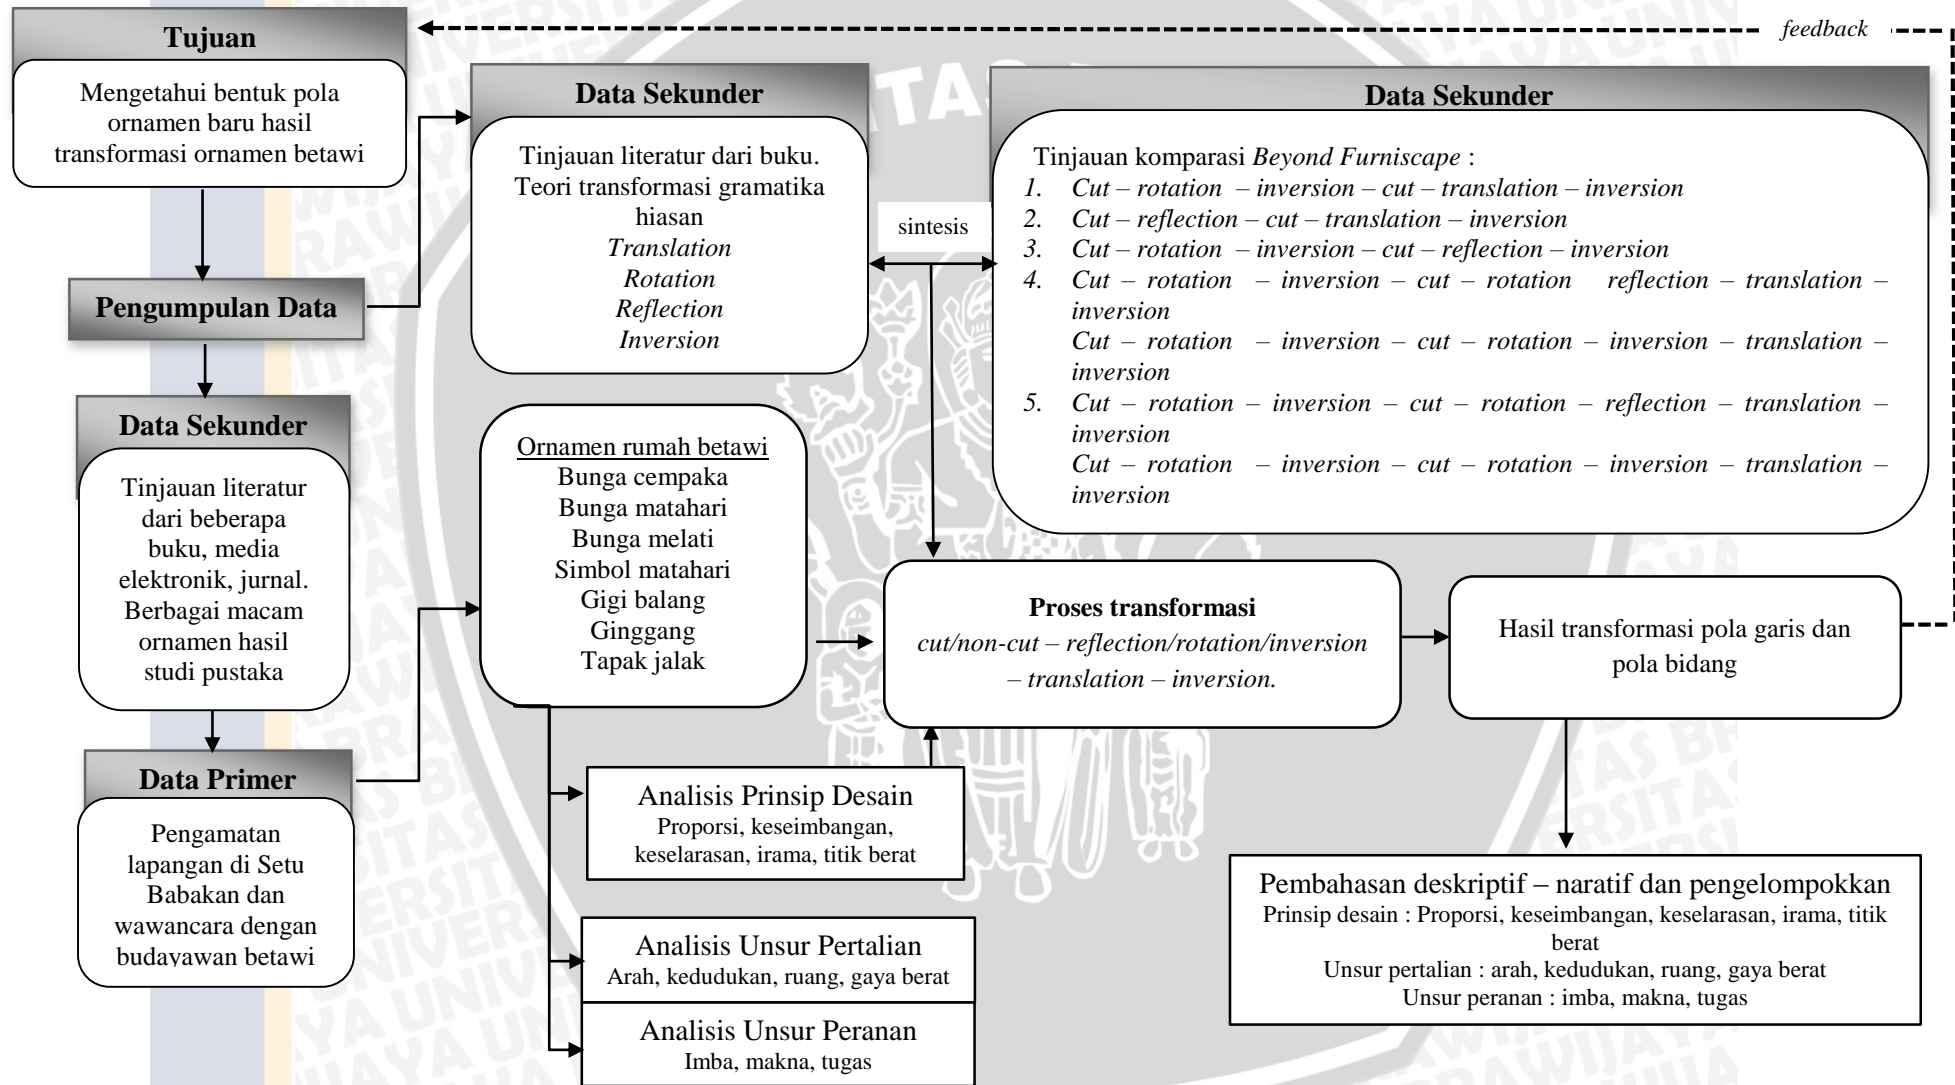 Tujuan
Mengetahui bentuk pola
ornamen baru hasil
transformasi ornamen betawi
feedback
Pengumpulan Data
Data Sekunder
Tinjauan literatur
dari beberapa
buku, media
elektronik, jurnal.
Berbagai macam
ornamen hasil
studi pustaka
Data Primer
Pengamatan
lapangan di Setu
Babakan dan
wawancara dengan
budayawan betawi
Data Sekunder
Tinjauan literatur dari buku.
Teori transformasi gramatika
hiasan
Translation
Rotation
Reflection
Inversion
sintesis
Data Sekunder
Tinjauan komparasi Beyond Furniscape :
1. Cut – rotation – inversion – cut – translation – inversion
2. Cut – reflection – cut – translation – inversion
3. Cut – rotation – inversion – cut – reflection – inversion
4. Cut – rotation – inversion – cut – rotation reflection – translation –
inversion
Cut – rotation – inversion – cut – rotation – inversion – translation –
inversion
5. Cut – rotation – inversion – cut – rotation – reflection – translation –
inversion
Cut – rotation – inversion – cut – rotation – inversion – translation –
inversion
Ornamen rumah betawi
Bunga cempaka
Bunga matahari
Bunga melati
Simbol matahari
Gigi balang
Ginggang
Tapak jalak
Proses transformasi
cut/non-cut – reflection/rotation/inversion
– translation – inversion.
Hasil transformasi pola garis dan
pola bidang
Analisis Prinsip Desain
Proporsi, keseimbangan,
keselarasan, irama, titik berat
Analisis Unsur Pertalian
Arah, kedudukan, ruang, gaya berat
Analisis Unsur Peranan
Imba, makna, tugas
Pembahasan deskriptif – naratif dan pengelompokkan
Prinsip desain : Proporsi, keseimbangan, keselarasan, irama, titik
berat
Unsur pertalian : arah, kedudukan, ruang, gaya berat
Unsur peranan : imba, makna, tugas